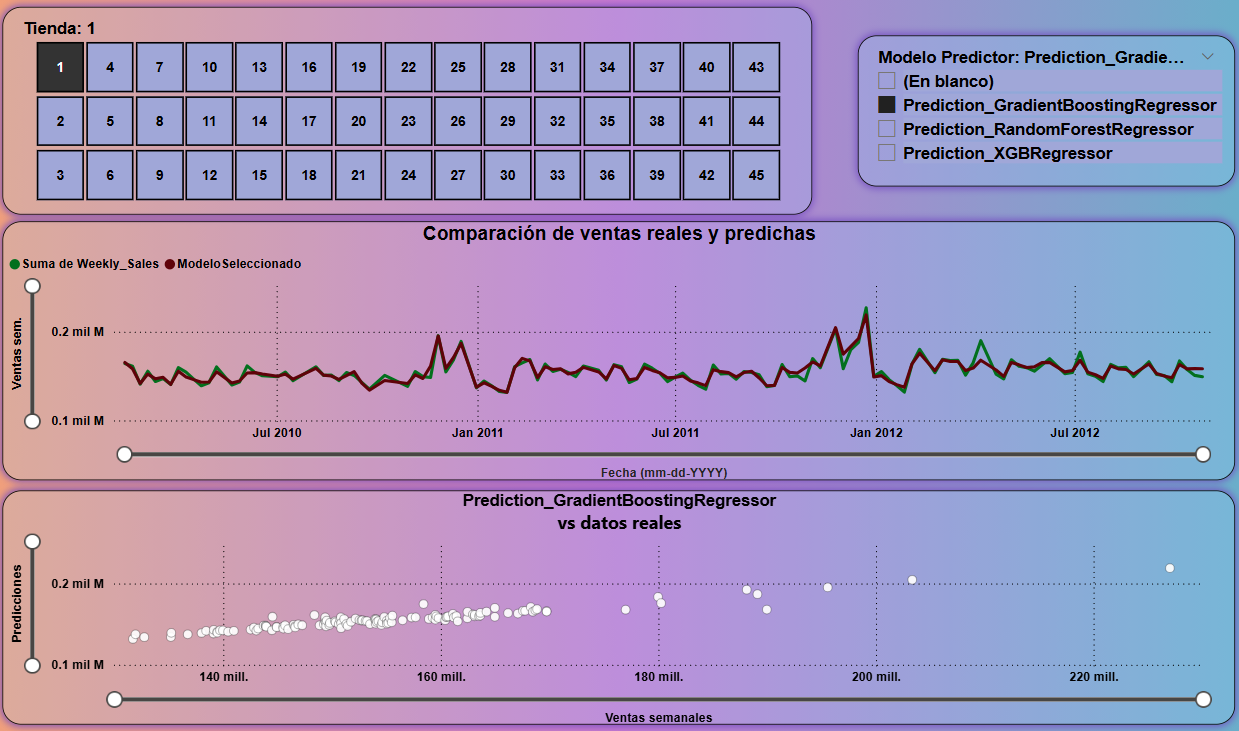 Tienda: 1
1 4 7 10 13 16 19 22 25 28 31 34 37 40 43
2 5 8 11 14 17 20 23 26 29 32 35 38 41 44
3 6 9 12 15 18 21 24 27 30 33 36 39 42 45
Modelo Predictor: Prediction_Gradie...
(En blanco)
Prediction_GradientBoostingRegressor
Prediction_RandomForestRegressor
Prediction_XGBRegressor
Comparación de ventas reales y predichas
Suma de Weekly_Sales ModeloSeleccionado
Ventas sem.
0.2 mil M
0.1 mil M
Jul 2010 Jan 2011 Jul 2011 Jan 2012 Jul 2012
Fecha (mm-dd-YYYY)
Prediction_GradientBoostingRegressor
vs datos reales
Predicciones
0.2 mil M
0.1 mil M
140 mill. 160 mill. 180 mill. 200 mill. 220 mill.
Ventas semanales